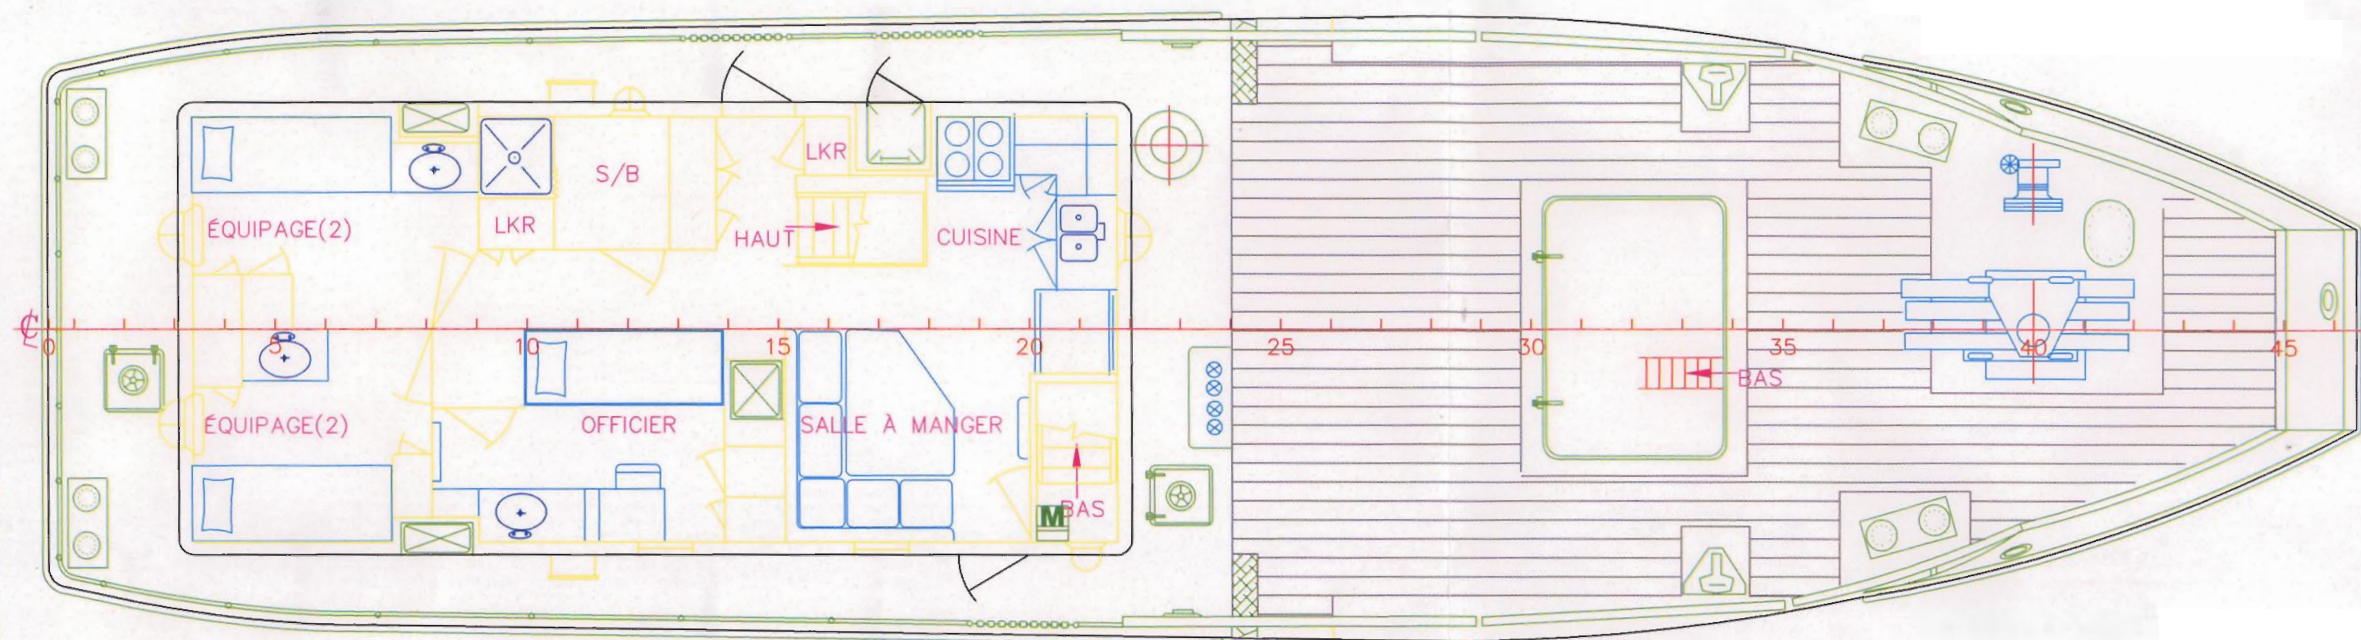 S/B
LKR
ÉQUIPAGE(2)
LKR
HAUT
CUISINE
℄
0
5
10
15
20
25
30
35
40
45
BAS
ÉQUIPAGE(2)
OFFICIER
SALLE À MANGER
BAS
M